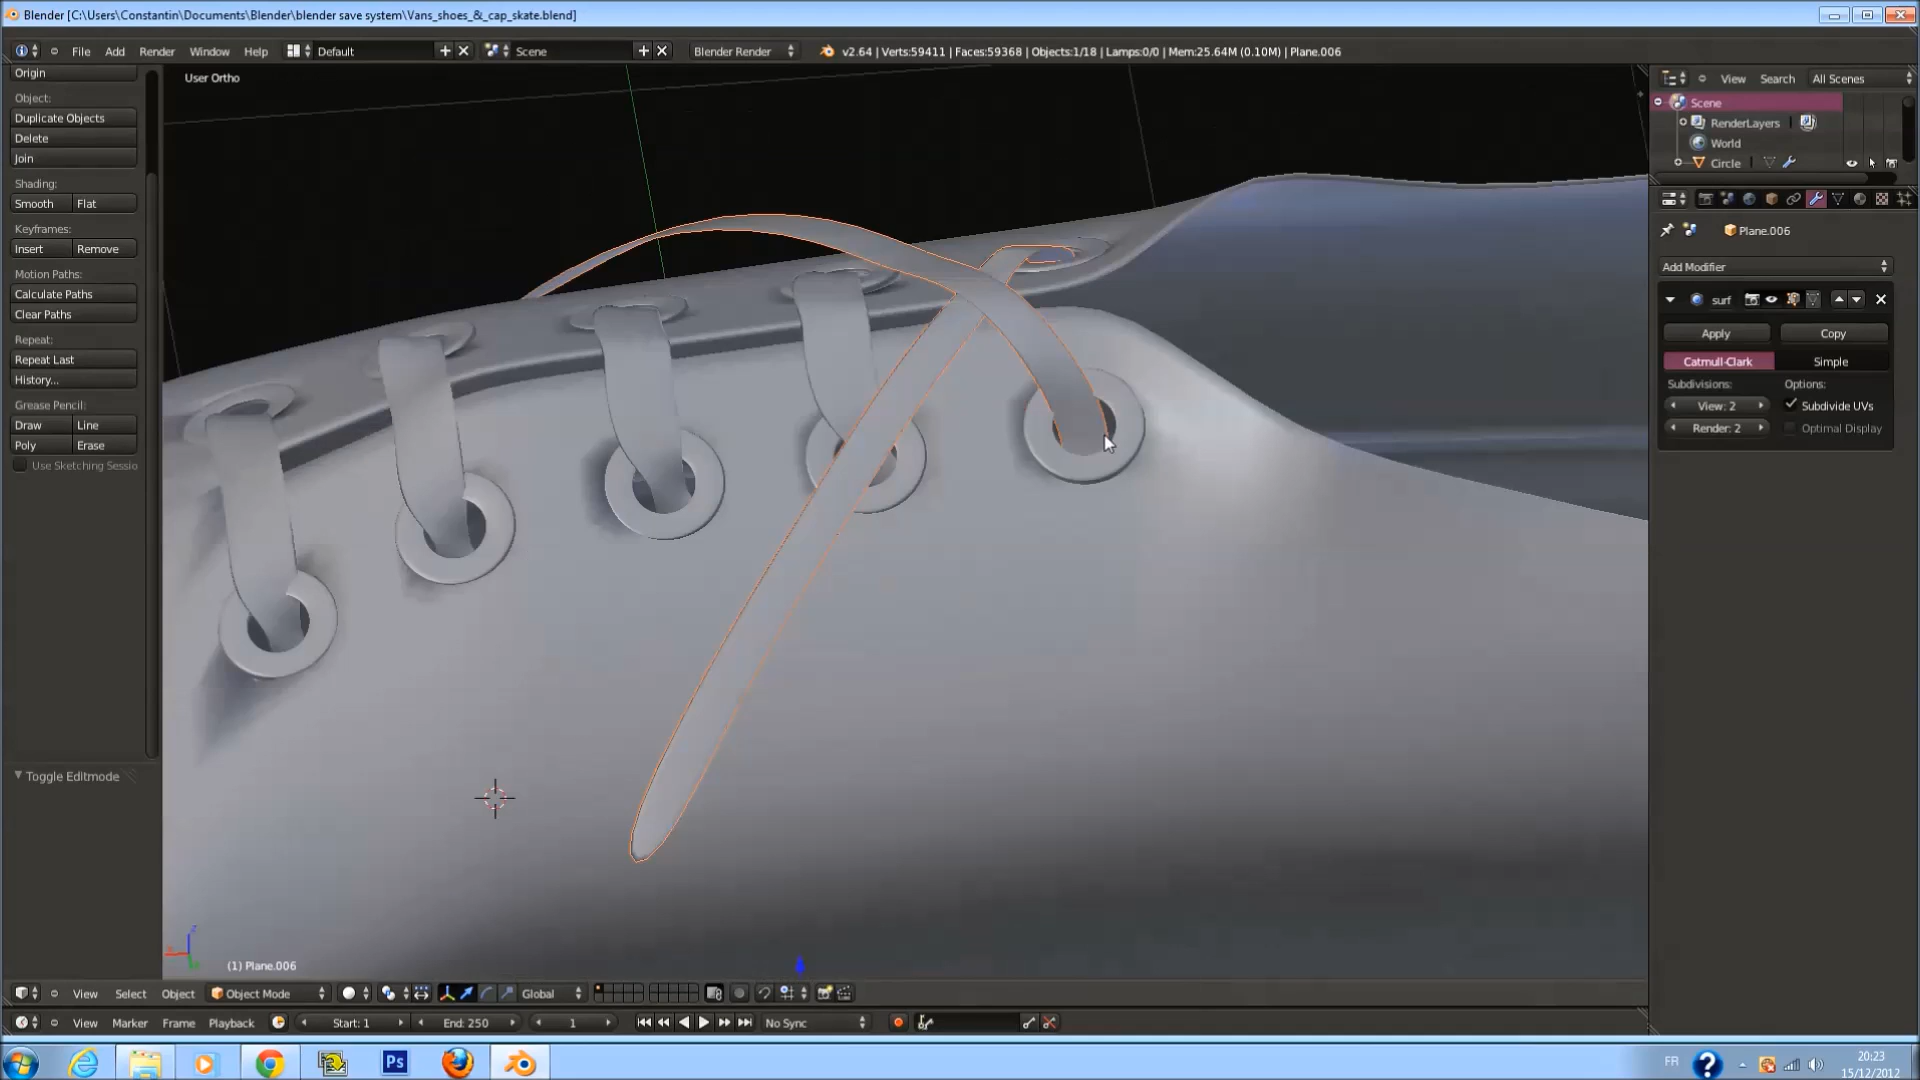 Blender [C:\Users\Constantin\Documents\Blender\blender save system\Vans_shoes_&_cap_skate.blend]
File Add Render Window Help Default Scene Blender Render v2.64 | Verts:59411 | Faces:59368 | Objects:1/18 | Lamps:0/0 | Mem:25.64M (0.10M) | Plane.006
Origin
Object:
Duplicate Objects
Delete
Join
Shading:
Smooth Flat
Keyframes:
Insert Remove
Motion Paths:
Calculate Paths
Clear Paths
Repeat:
Repeat Last
History...
Grease Pencil:
Draw Line
Poly Erase
Use Sketching Sessio
Toggle Editmode
User Ortho
(1) Plane.006
View Search All Scenes
Scene
RenderLayers
World
Circle
Plane.006
Add Modifier
surf
Apply Copy
Catmull-Clark Simple
Subdivisions: Options:
View: 2 Subdivide UVs
Render: 2 Optimal Display
View Select Object Object Mode Global
View Marker Frame Playback Start: 1 End: 250 1 No Sync
Ps
FR
20:23
15/12/2012